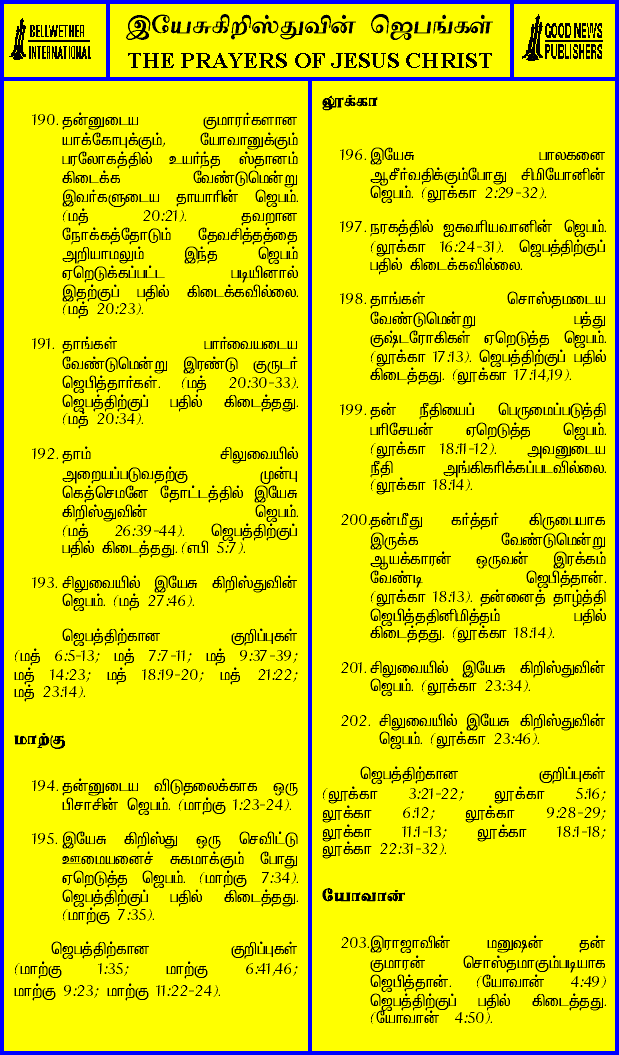 BELLWETHER
INTERNATIONAL
இயேசுகிறிஸ்துவின் ஜெபங்கள்
THE PRAYERS OF JESUS CHRIST
GOOD NEWS
PUBLISHERS
190. தன்னுடைய குமாரர்களான
யாக்கோபுக்கும், யோவானுக்கும்
பரலோகத்தில் உயர்ந்த ஸ்தானம்
கிடைக்க வேண்டுமென்று
இவர்களுடைய தாயாரின் ஜெபம்.
(மத் 20:21). தவறான
நோக்கத்தோடும் தேவசித்தத்தை
அறியாமலும் இந்த ஜெபம்
ஏறெடுக்கப்பட்ட படியினால்
இதற்குப் பதில் கிடைக்கவில்லை.
(மத் 20:23).
191. தாங்கள் பார்வையடைய
வேண்டுமென்று இரண்டு குருடர்
ஜெபித்தார்கள். (மத் 20:30-33).
ஜெபத்திற்குப் பதில் கிடைத்தது.
(மத் 20:34).
192. தாம் சிலுவையில்
அறையப்படுவதற்கு முன்பு
கெத்செமனே தோட்டத்தில் இயேசு
கிறிஸ்துவின் ஜெபம்.
(மத் 26:39-44). ஜெபத்திற்குப்
பதில் கிடைத்தது. (எபி 5:7).
193. சிலுவையில் இயேசு கிறிஸ்துவின்
ஜெபம். (மத் 27:46).
ஜெபத்திற்கான குறிப்புகள்
(மத் 6:5-13; மத் 7:7-11; மத் 9:37-39;
மத் 14:23; மத் 18:19-20; மத் 21:22;
மத் 23:14).
மாற்கு
194. தன்னுடைய விடுதலைக்காக ஒரு
பிசாசின் ஜெபம். (மாற்கு 1:23-24).
195. இயேசு கிறிஸ்து ஒரு செவிட்டு
ஊமையனைச் சுகமாக்கும் போது
ஏறெடுத்த ஜெபம். (மாற்கு 7:34).
ஜெபத்திற்குப் பதில் கிடைத்தது.
(மாற்கு 7:35).
ஜெபத்திற்கான குறிப்புகள்
(மாற்கு 1:35; மாற்கு 6:41,46;
மாற்கு 9:23; மாற்கு 11:22-24).
லூக்கா
196. இயேசு பாலகனை
ஆசீர்வதிக்கும்போது சிமியோனின்
ஜெபம். (லூக்கா 2:29-32).
197. நரகத்தில் ஐசுவரியவானின் ஜெபம்.
(லூக்கா 16:24-31). ஜெபத்திற்குப்
பதில் கிடைக்கவில்லை.
198. தாங்கள் சொஸ்தமடைய
வேண்டுமென்று பத்து
குஷ்டரோகிகள் ஏறெடுத்த ஜெபம்.
(லூக்கா 17:13). ஜெபத்திற்குப் பதில்
கிடைத்தது. (லூக்கா 17:14,19).
199. தன் நீதியைப் பெருமைப்படுத்தி
பரிசேயன் ஏறெடுத்த ஜெபம்.
(லூக்கா 18:11-12). அவனுடைய
நீதி அங்கிகரிக்கப்படவில்லை.
(லூக்கா 18:14).
200.தன்மீது கர்த்தர் கிருபையாக
இருக்க வேண்டுமென்று
ஆயக்காரன் ஒருவன் இரக்கம்
வேண்டி ஜெபித்தான்.
(லூக்கா 18:13). தன்னைத் தாழ்த்தி
ஜெபித்ததினிமித்தம் பதில்
கிடைத்தது. (லூக்கா 18:14).
201. சிலுவையில் இயேசு கிறிஸ்துவின்
ஜெபம். (லூக்கா 23:34).
202. சிலுவையில் இயேசு கிறிஸ்துவின்
ஜெபம். (லூக்கா 23:46).
ஜெபத்திற்கான குறிப்புகள்
(லூக்கா 3:21-22; லூக்கா 5:16;
லூக்கா 6:12; லூக்கா 9:28-29;
லூக்கா 11:1-13; லூக்கா 18:1-18;
லூக்கா 22:31-32).
யோவான்
203.இராஜாவின் மனுஷன் தன்
குமாரன் சொஸ்தமாகும்படியாக
ஜெபித்தான். (யோவான் 4:49)
ஜெபத்திற்குப் பதில் கிடைத்தது.
(யோவான் 4:50).